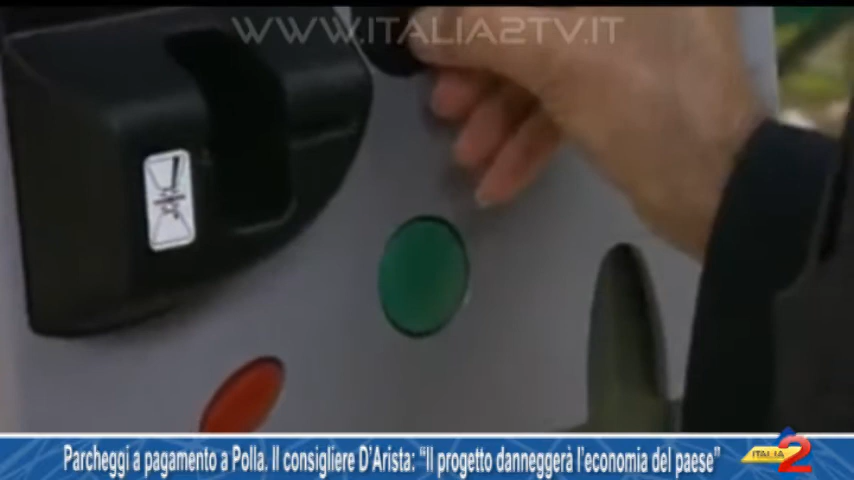 WWW.ITALIA2TV.IT
Parcheggi a pagamento a Polla. Il consigliere D'Arista: "Il progetto danneggerà l'economia del paese"
ITALIA 2